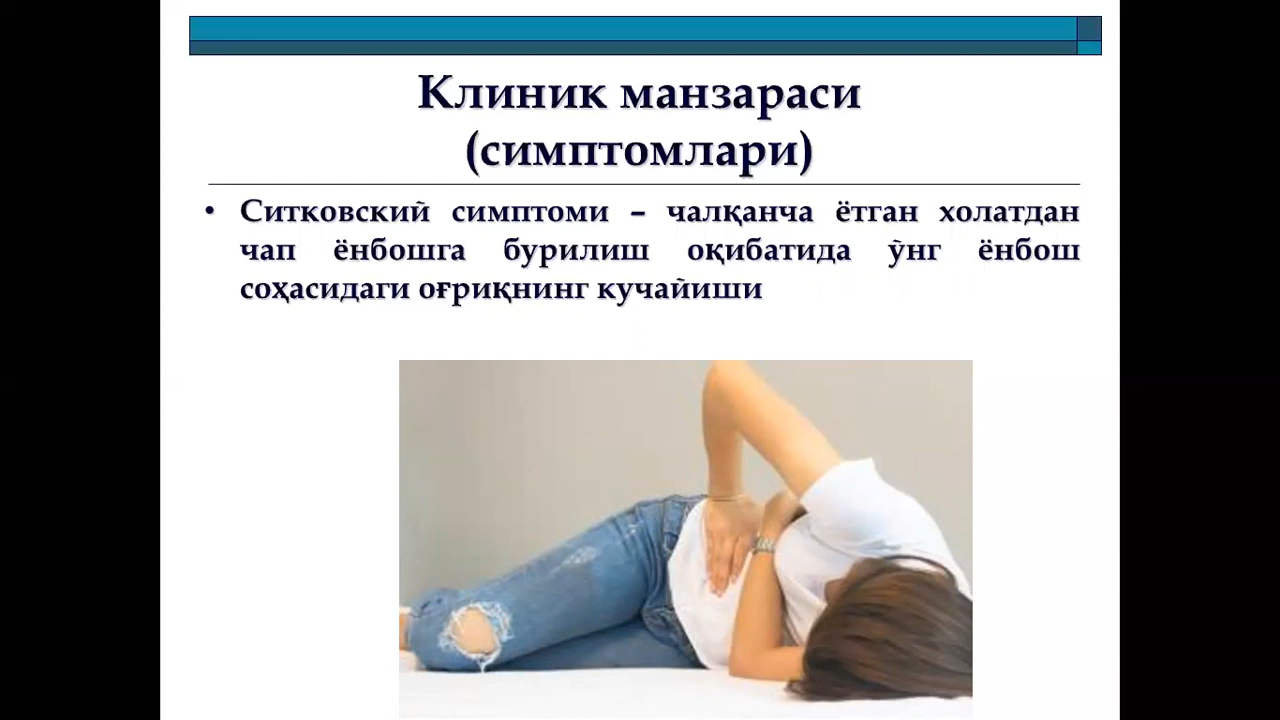 Клиник манзараси
(симптомлари)
• Ситковский симптоми – чалқанча ётган холатдан
чап ёнбошга бурилиш оқибатида ўнг ёнбош
соҳасидаги оғриқнинг кучайиши